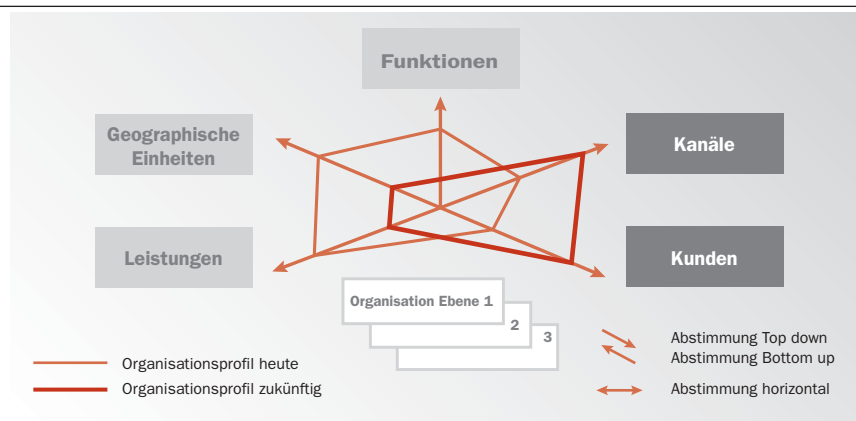 Funktionen
Geographische
Einheiten
Kanäle
Leistungen
Kunden
Organisation Ebene 1
2
3
Organisationsprofil heute
Organisationsprofil zukünftig
Abstimmung Top down
Abstimmung Bottom up
Abstimmung horizontal